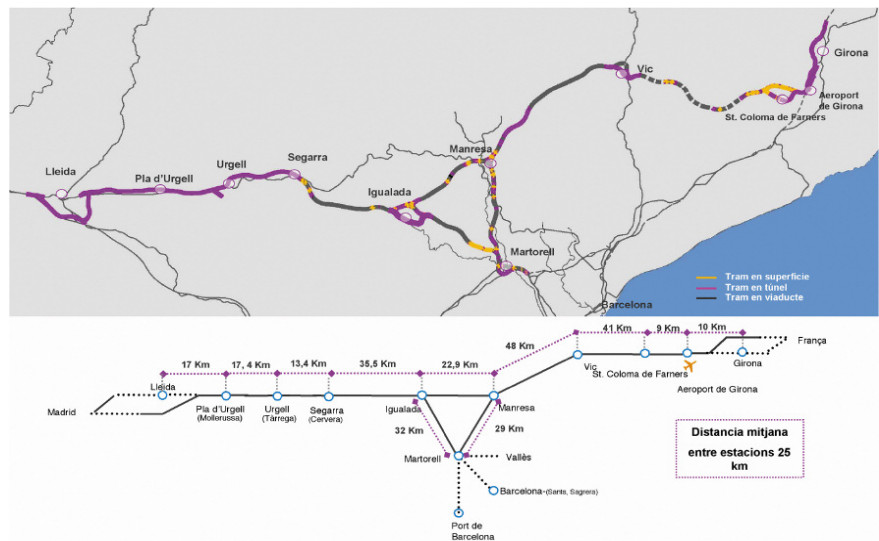 Girona
Vic
Aeroport
de Girona
St. Coloma de Farners
Manresa
Segarra
Urgell
Lleida
Pla d'Urgell
Igualada
Martorell
Tram en superfície
Tram en túnel
Tram en viaducte
Barcelona
41 Km
9 Km
10 Km
48 Km
França
17 Km
17, 4 Km
13,4 Km
35,5 Km
22,9 Km
Vic
St. Coloma de Farners
Girona
Aeroport de Girona
Lleida
Madrid
Pla d'Urgell
(Mollerussa)
Urgell
(Tàrrega)
Segarra
(Cervera)
Igualada
Manresa
32 Km
29 Km
Distancia mitjana
entre estacions 25
km
Martorell
Vallès
Barcelona-(Sants, Sagrera)
Port de
Barcelona